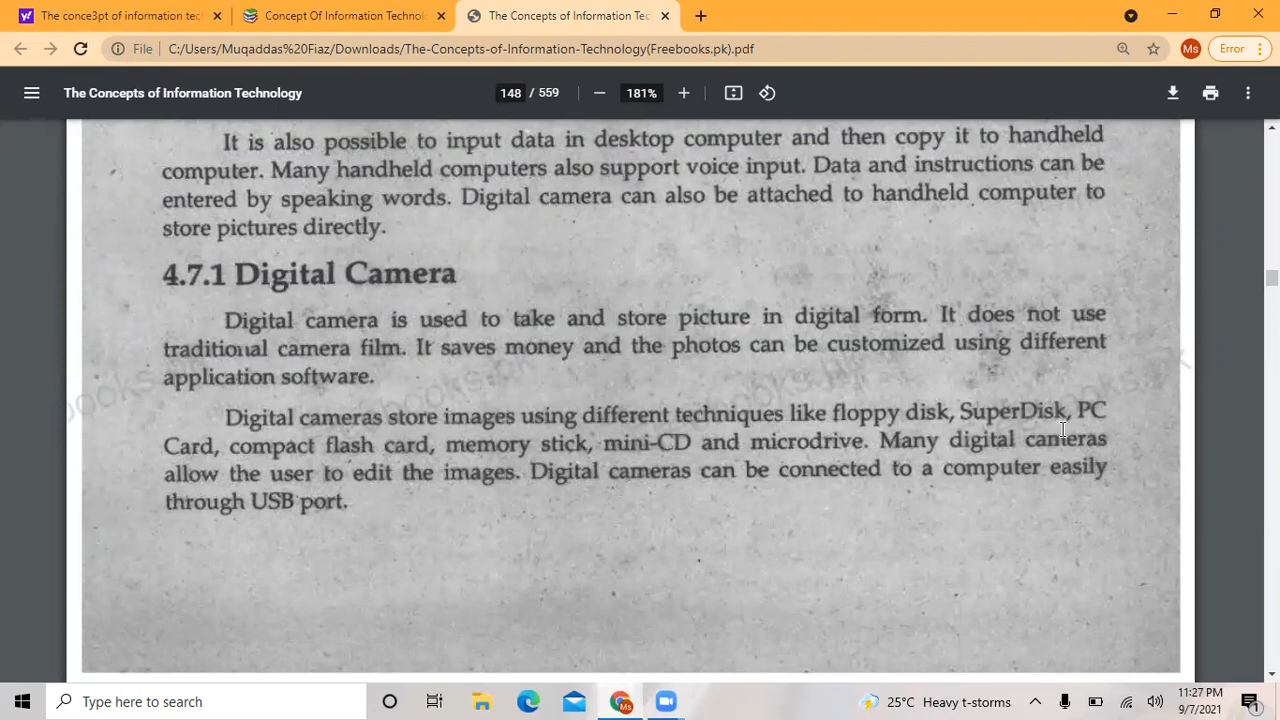 The conce3pt of information tec
Concept Of Information Technol
The Concepts of Information Tec
File C:/Users/Muqaddas%20Fiaz/Downloads/The-Concepts-of-Information-Technology(Freebooks.pk).pdf
Ms
Error
The Concepts of Information Technology
148 / 559
181%
It is also possible to input data in desktop computer and then copy it to handheld
computer. Many handheld computers also support voice input. Data and instructions can be
entered by speaking words. Digital camera can also be attached to handheld computer to
store pictures directly.
4.7.1 Digital Camera
Digital camera is used to take and store picture in digital form. It does not use
traditional camera film. It saves money and the photos can be customized using different
application software.
Digital cameras store images using different techniques like floppy disk, SuperDisk, PC
Card, compact flash card, memory stick, mini-CD and microdrive. Many digital cameras
allow the user to edit the images. Digital cameras can be connected to a computer easily
through USB port.
Type here to search
Ms
25°C Heavy t-storms
11:27 PM
9/7/2021
1